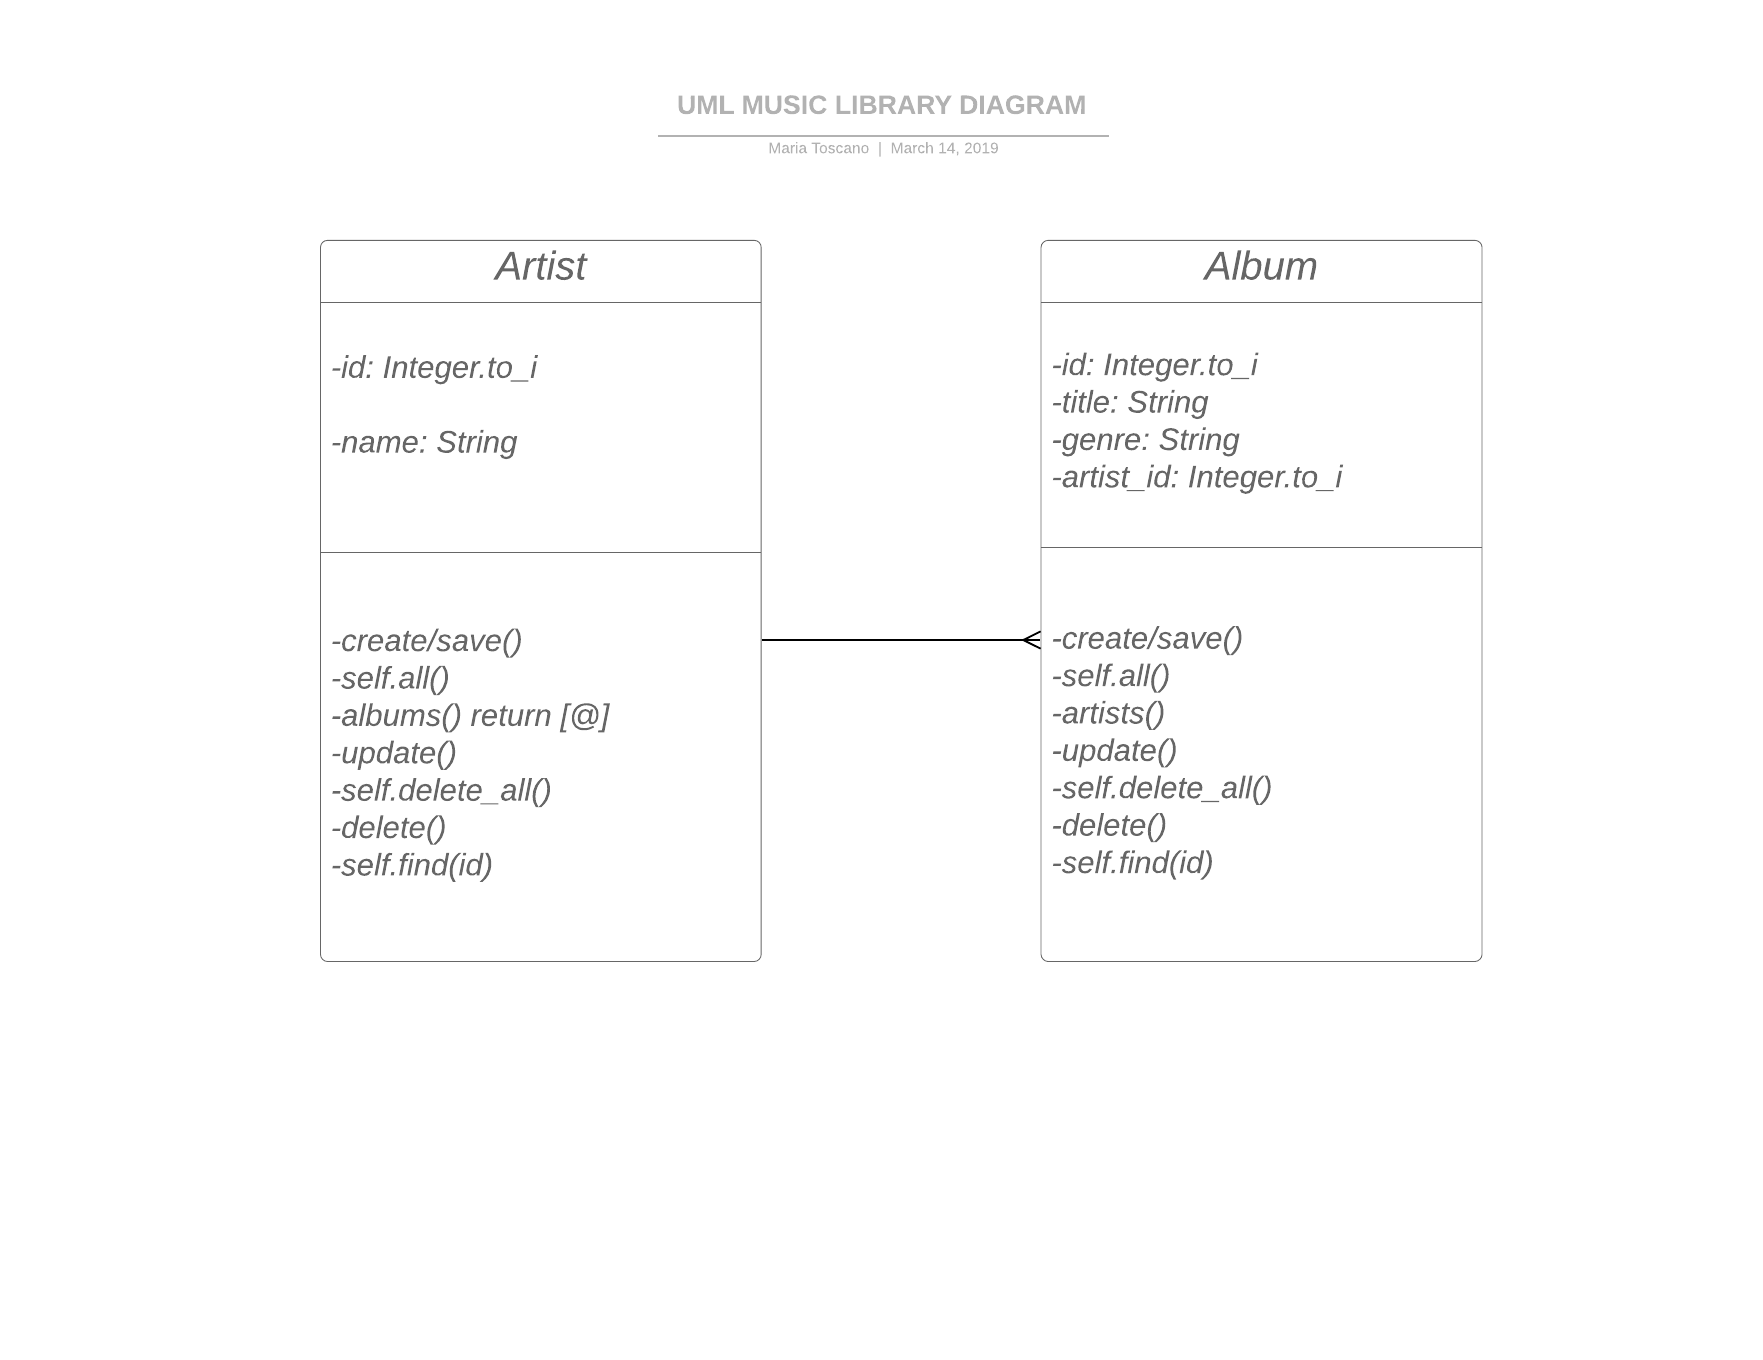 UML MUSIC LIBRARY DIAGRAM
Maria Toscano | March 14, 2019
Artist
-id: Integer.to_i
-name: String
-create/save()
-self.all()
-albums() return [@]
-update()
-self.delete_all()
-delete()
-self.find(id)
Album
-id: Integer.to_i
-title: String
-genre: String
-artist_id: Integer.to_i
-create/save()
-self.all()
-artists()
-update()
-self.delete_all()
-delete()
-self.find(id)